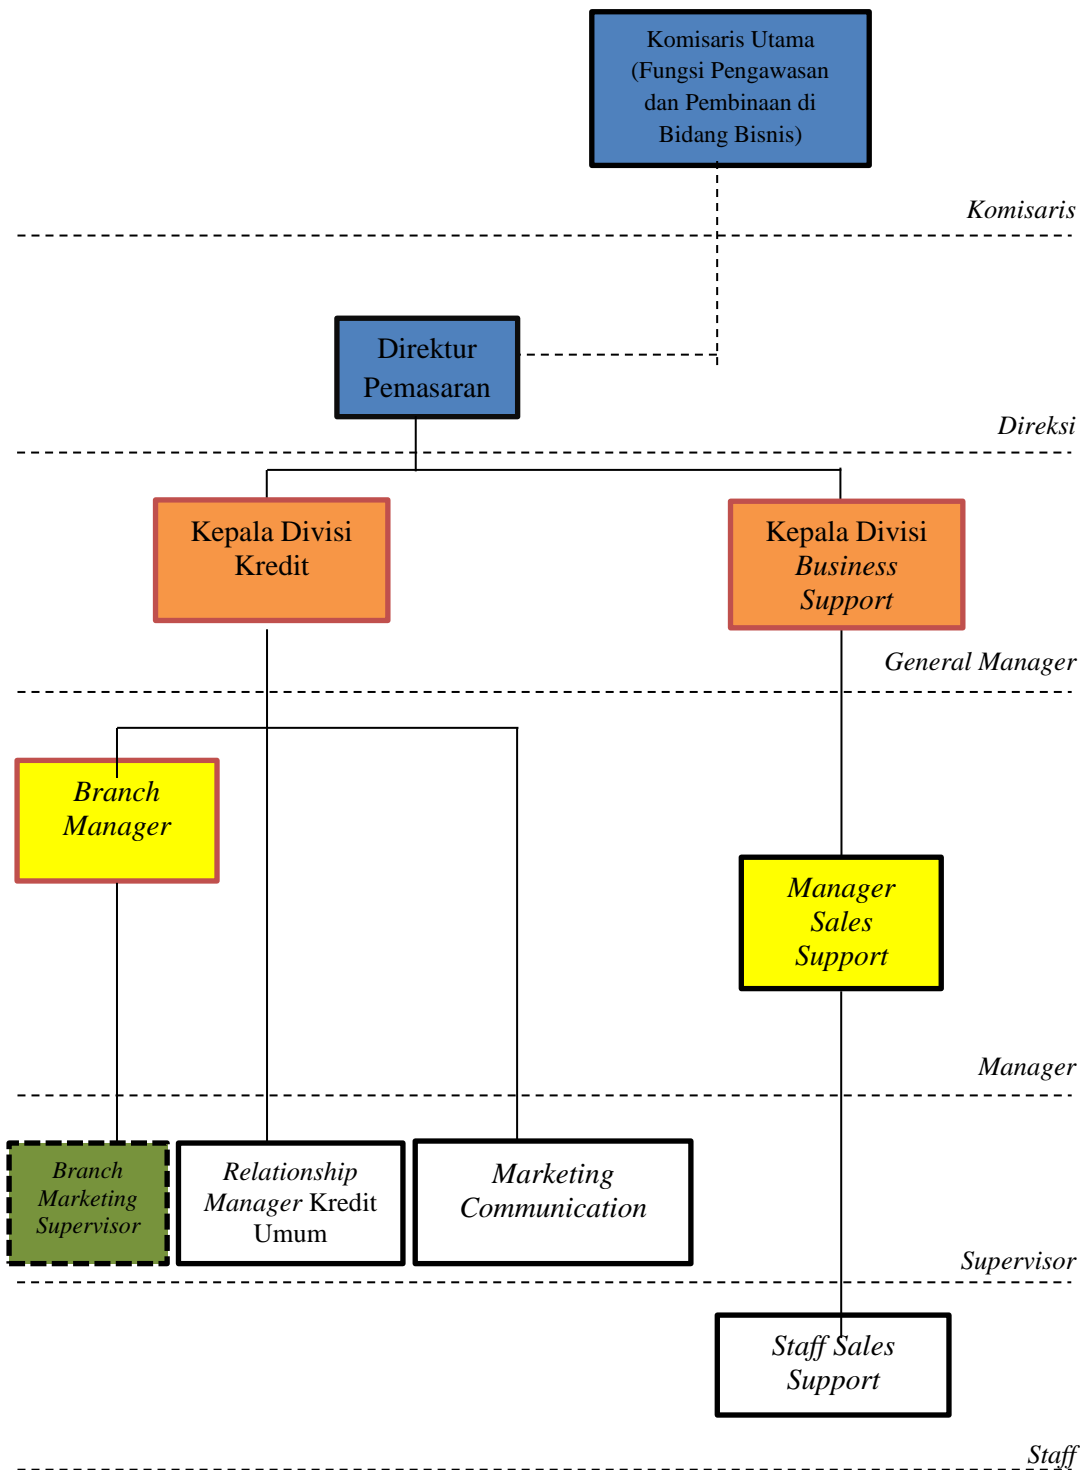 Komisaris Utama
(Fungsi Pengawasan
dan Pembinaan di
Bidang Bisnis)
Komisaris
Direktur
Pemasaran
Direksi
Kepala Divisi
Kredit
Kepala Divisi
Business
Support
General Manager
Branch
Manager
Manager
Sales
Support
Manager
Branch
Marketing
Supervisor
Relationship
Manager Kredit
Umum
Marketing
Communication
Supervisor
Staff Sales
Support
Staff